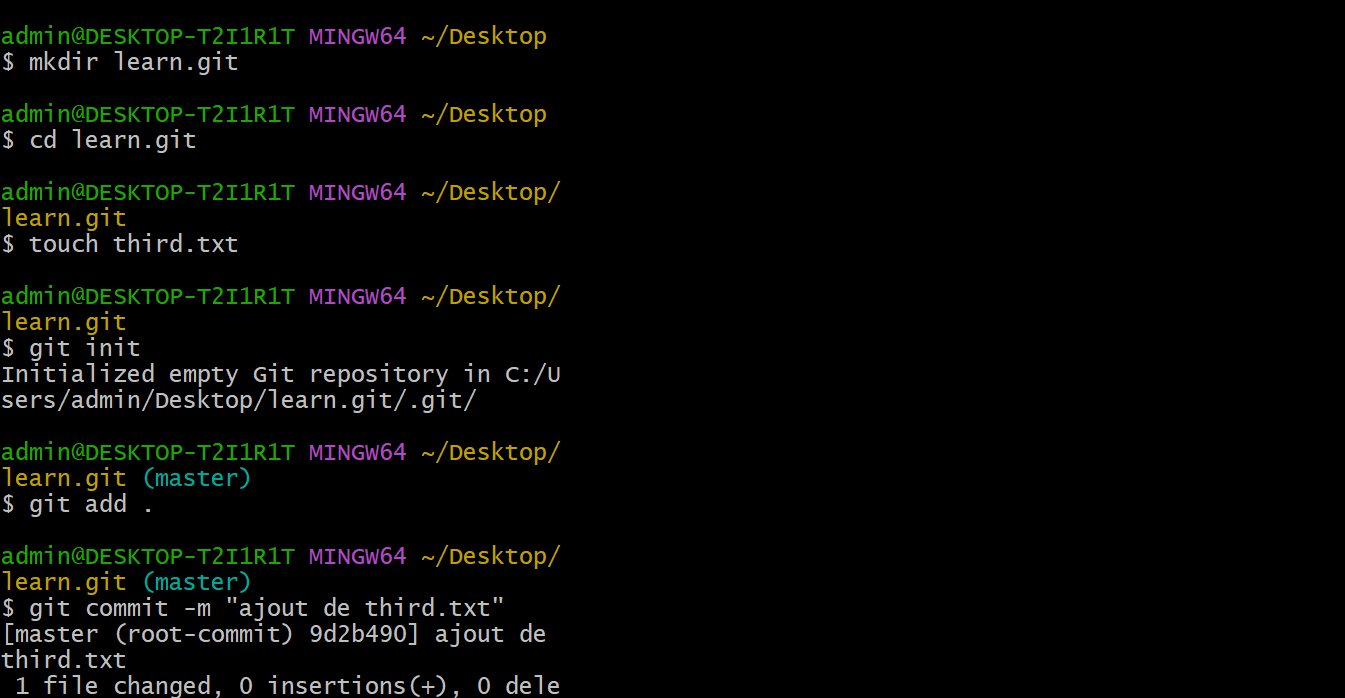 admin@DESKTOP-T2I1R1T MINGW64 ~/Desktop
$ mkdir learn.git
admin@DESKTOP-T2I1R1T MINGW64 ~/Desktop
$ cd learn.git
admin@DESKTOP-T2I1R1T MINGW64 ~/Desktop/
learn.git
$ touch third.txt
admin@DESKTOP-T2I1R1T MINGW64 ~/Desktop/
learn.git
$ git init
Initialized empty Git repository in C:/U
sers/admin/Desktop/learn.git/.git/
admin@DESKTOP-T2I1R1T MINGW64 ~/Desktop/
learn.git (master)
$ git add .
admin@DESKTOP-T2I1R1T MINGW64 ~/Desktop/
learn.git (master)
$ git commit -m "ajout de third.txt"
[master (root-commit) 9d2b490] ajout de
third.txt
 1 file changed, 0 insertions(+), 0 dele